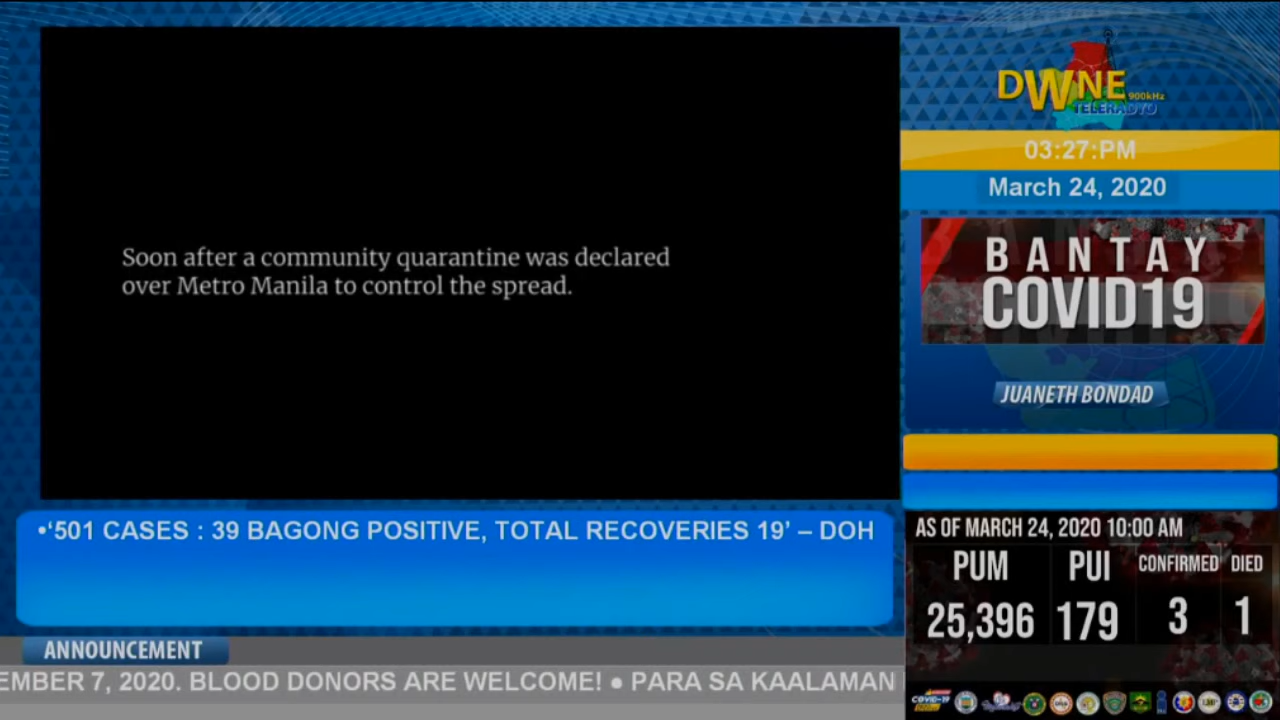 Soon after a community quarantine was declared
over Metro Manila to control the spread.
DWNE
900kHz
TELERADYO
03:27:PM
March 24, 2020
BANTAY
COVID19
JUANETH BONDAD
•‘501 CASES : 39 BAGONG POSITIVE, TOTAL RECOVERIES 19’ – DOH
AS OF MARCH 24, 2020 10:00 AM
PUM PUI CONFIRMED DIED
25,396 179 3 1
ANNOUNCEMENT
EMBER 7, 2020. BLOOD DONORS ARE WELCOME! ● PARA SA KAALAMAN
COVID-19